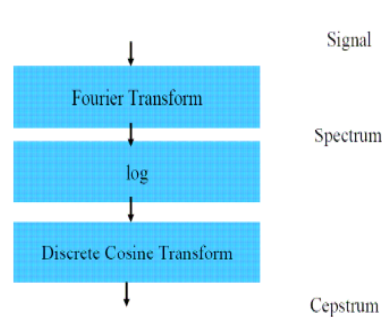 Signal
Fourier Transform
Spectrum
log
Discrete Cosine Transform
Cepstrum